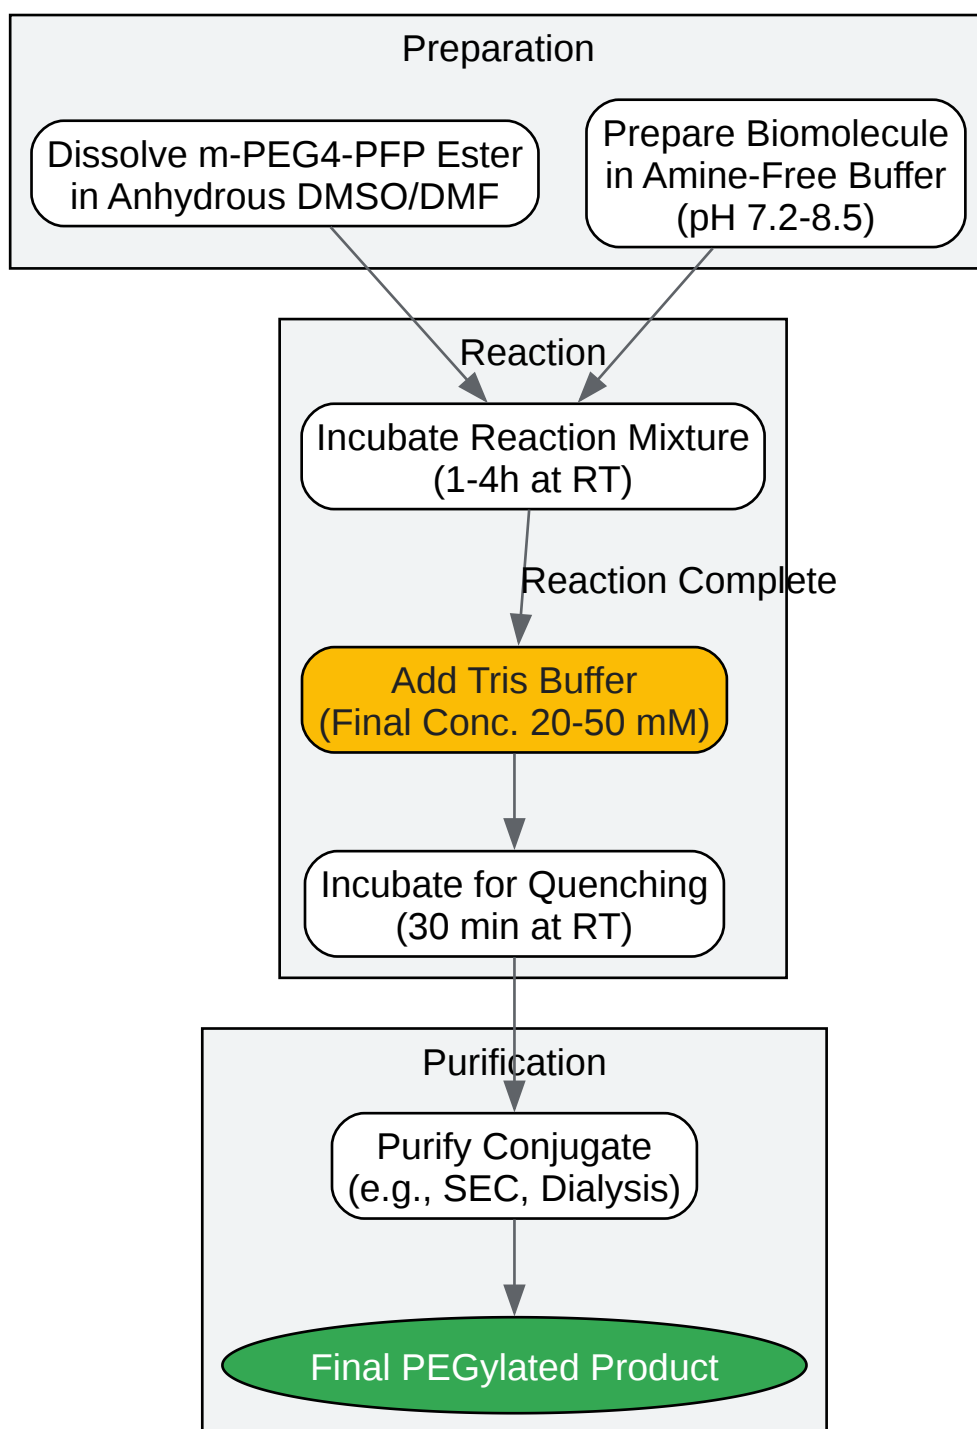 Preparation
Dissolve m-PEG4-PFP Ester
in Anhydrous DMSO/DMF
Prepare Biomolecule
in Amine-Free Buffer
(pH 7.2-8.5)
Reaction
Incubate Reaction Mixture
(1-4h at RT)
Reaction Complete
Add Tris Buffer
(Final Conc. 20-50 mM)
Incubate for Quenching
(30 min at RT)
Purification
Purify Conjugate
(e.g., SEC, Dialysis)
Final PEGylated Product